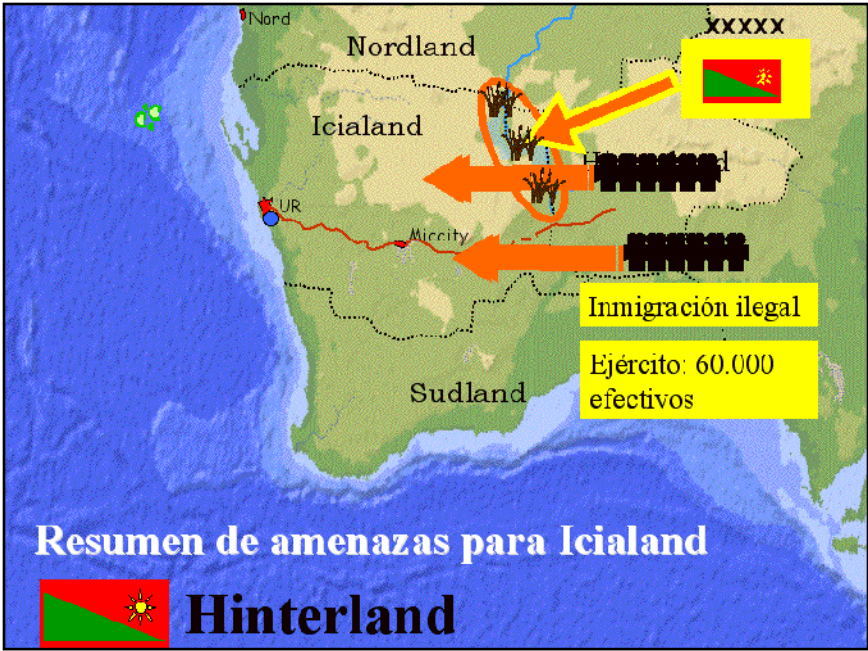 Nord
xxxxx
Nordland
Icialand
UR
Miccity
Inmigración ilegal
Ejército: 60.000
efectivos
Sudland
Resumen de amenazas para Icialand
Hinterland